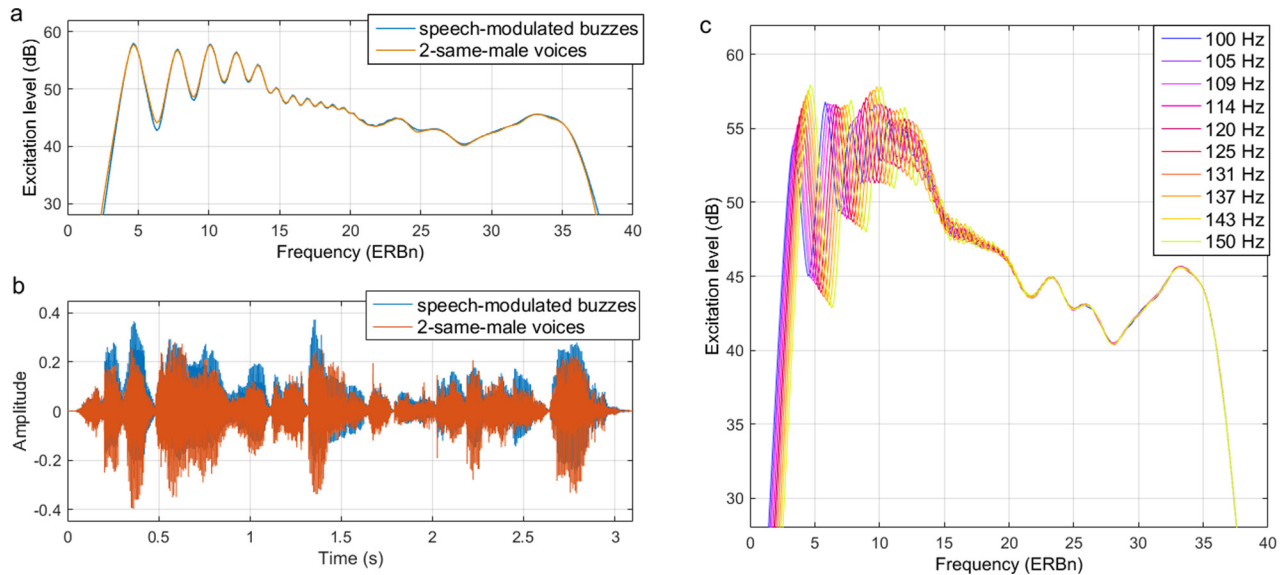 a
speech-modulated buzzes
2-same-male voices
Excitation level (dB)
60
50
40
30
0 5 10 15 20 25 30 35 40
Frequency (ERBn)
b
speech-modulated buzzes
2-same-male voices
Amplitude
0.4
0.2
0
-0.2
-0.4
0 0.5 1 1.5 2 2.5 3
Time (s)
c
100 Hz
105 Hz
109 Hz
114 Hz
120 Hz
125 Hz
131 Hz
137 Hz
143 Hz
150 Hz
Excitation level (dB)
60
55
50
45
40
35
30
0 5 10 15 20 25 30 35 40
Frequency (ERBn)